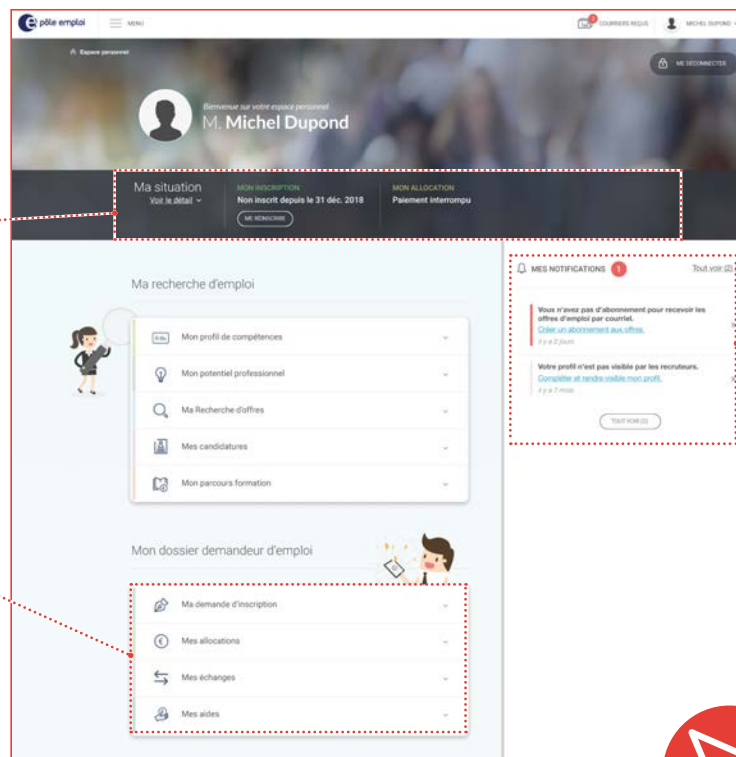 pôle emploi
MENU
2
COURRIERS REÇUS
MICHEL DUPOND
Espace personnel
ME DÉCONNECTER
Bienvenue sur votre espace personnel
M. Michel Dupond
Ma situation
Voir le détail
MON INSCRIPTION
Non inscrit depuis le 31 déc. 2018
ME RÉINSCRIRE
MON ALLOCATION
Paiement interrompu
Ma recherche d'emploi
Mon profil de compétences
Mon potentiel professionnel
Ma Recherche d'offres
Mes candidatures
Mon parcours formation
MES NOTIFICATIONS 1
Tout voir (2)
Vous n'avez pas d'abonnement pour recevoir les
offres d'emploi par courriel.
Créer un abonnement aux offres.
il y a 2 jours
Votre profil n'est pas visible par les recruteurs.
Compléter et rendre visible mon profil.
il y a 7 mois
TOUT VOIR (2)
Mon dossier demandeur d'emploi
Ma demande d'inscription
Mes allocations
Mes échanges
Mes aides